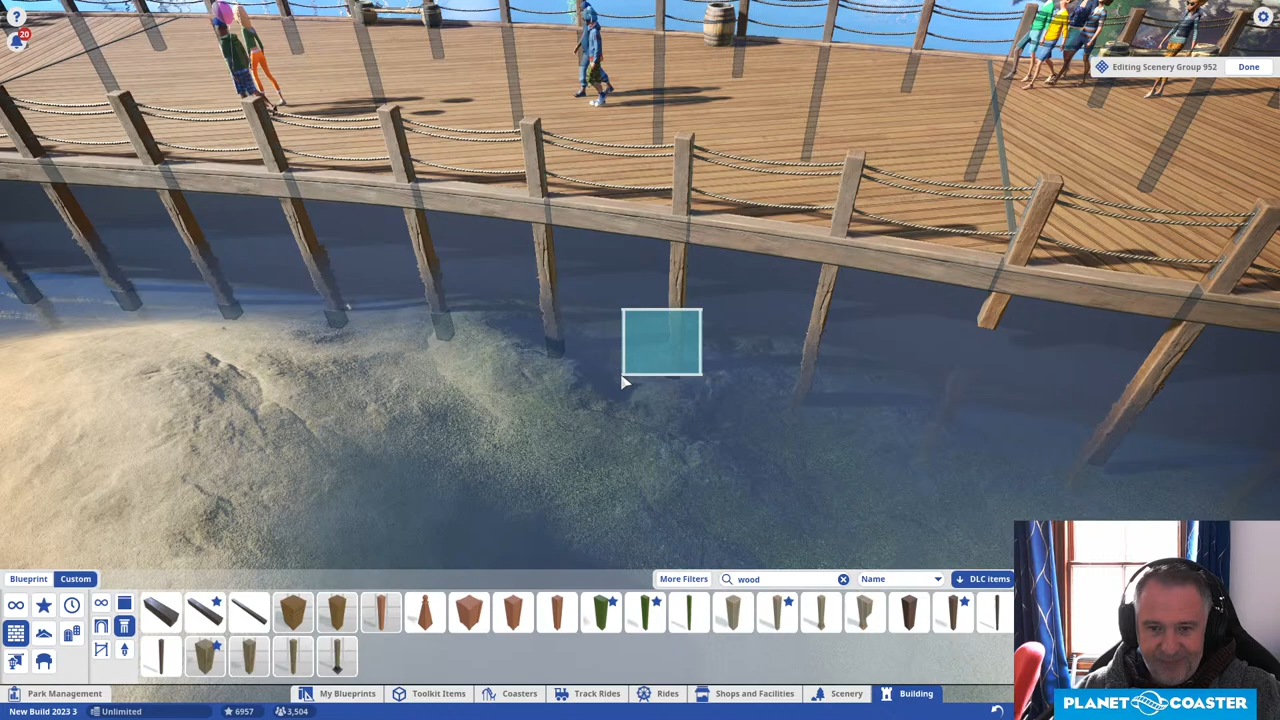 ?
20
Editing Scenery Group 952
Done
Blueprint
Custom
More Filters
wood
Name
DLC items
Park Management
My Blueprints
Toolkit Items
Coasters
Track Rides
Rides
Shops and Facilities
Scenery
Building
New Build 2023 3
Unlimited
6957
3,504
PLANET COASTER